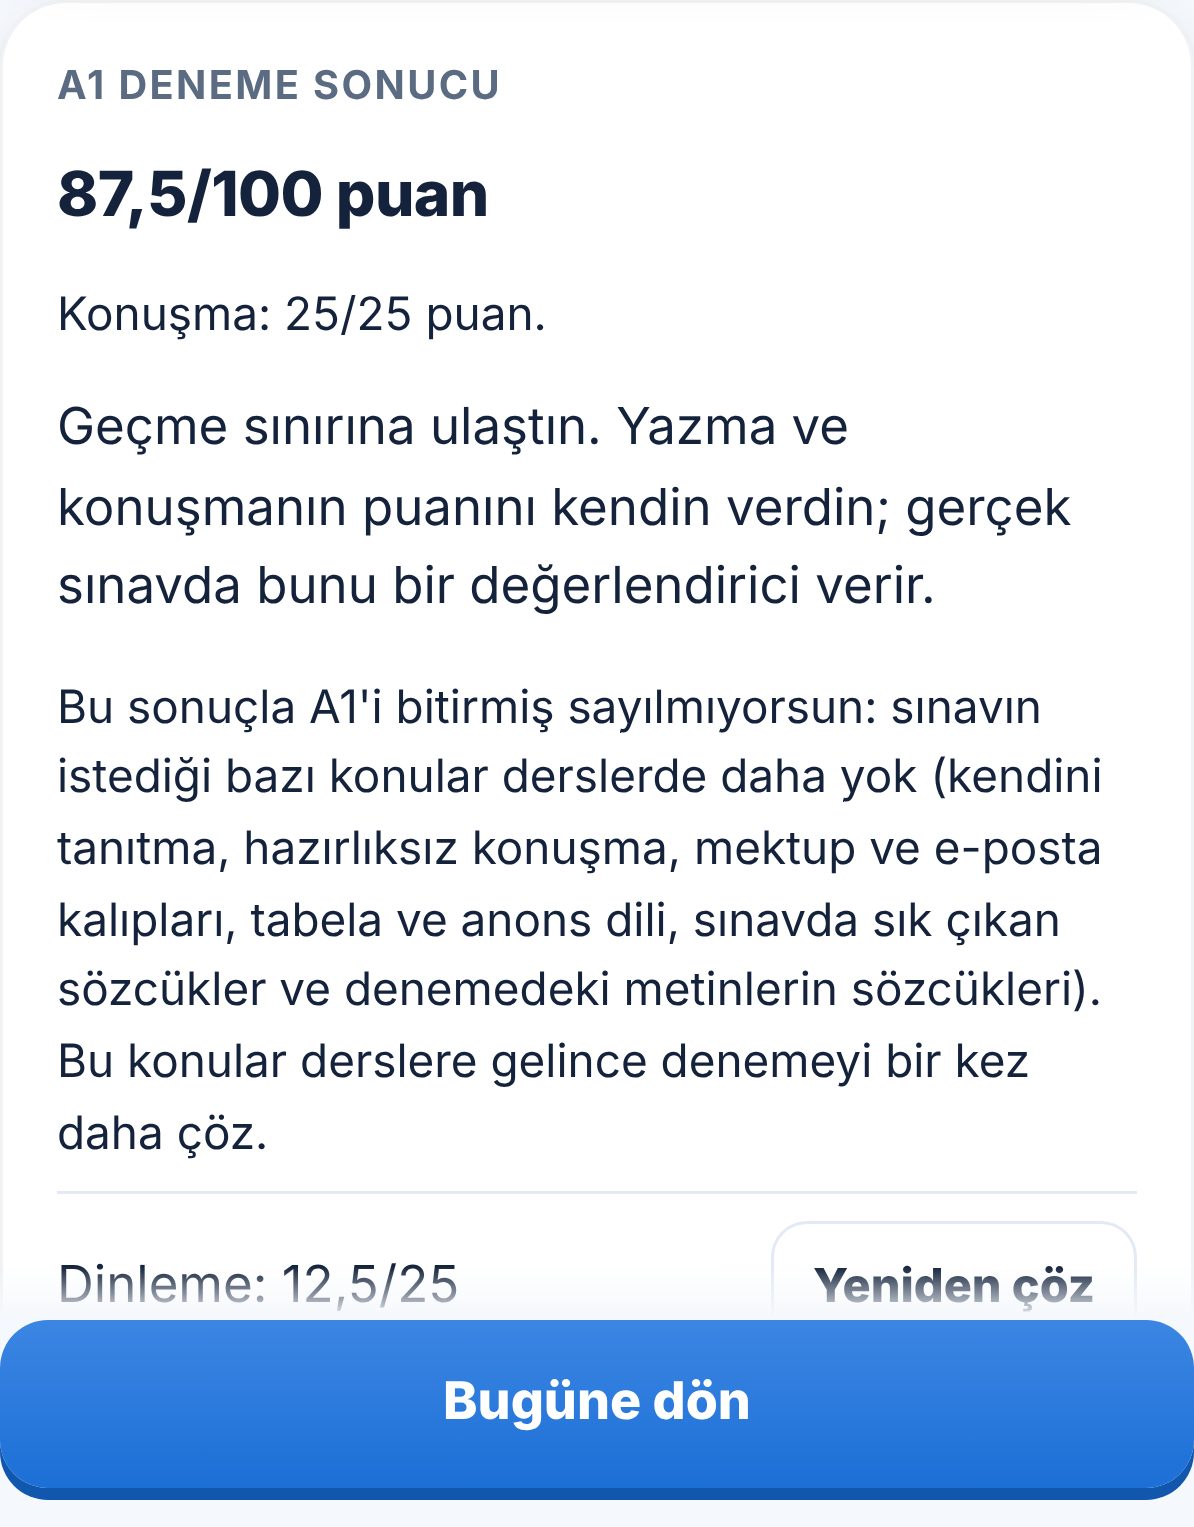 A1 DENEME SONUCU
87,5/100 puan
Konuşma: 25/25 puan.
Geçme sınırına ulaştın. Yazma ve
konuşmanın puanını kendin verdin; gerçek
sınavda bunu bir değerlendirici verir.
Bu sonuçla A1'i bitirmiş sayılmıyorsun: sınavın
istediği bazı konular derslerde daha yok (kendini
tanıtma, hazırlıksız konuşma, mektup ve e-posta
kalıpları, tabela ve anons dili, sınavda sık çıkan
sözcükler ve denemedeki metinlerin sözcükleri).
Bu konular derslere gelince denemeyi bir kez
daha çöz.
Dinleme: 12,5/25
Yeniden çöz
Bugüne dön